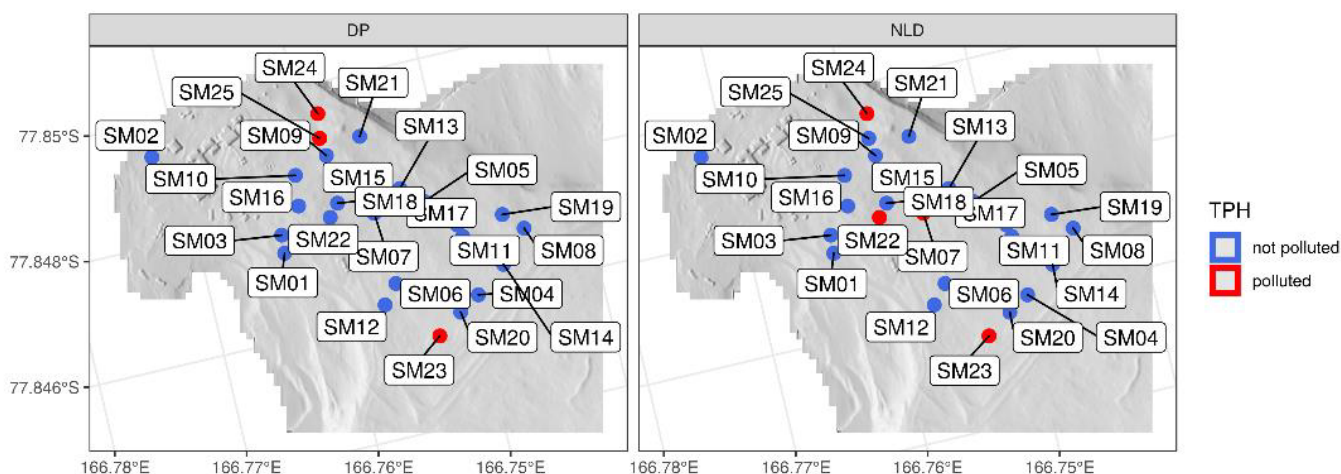 DP
NLD
SM24
SM21
SM25
SM02
SM09
SM13
SM10
SM15
SM05
SM16
SM18
SM17
SM19
SM03
SM22
SM11
SM08
SM07
SM01
SM06
SM04
SM12
SM20
SM14
SM23
SM24
SM21
SM25
SM02
SM09
SM13
SM10
SM15
SM05
SM16
SM18
SM17
SM19
SM03
SM22
SM11
SM08
SM07
SM01
SM06
SM14
SM12
SM20
SM04
SM23
77.85°S
77.848°S
77.846°S
166.78°E
166.77°E
166.76°E
166.75°E
166.78°E
166.77°E
166.76°E
166.75°E
TPH
not polluted
polluted